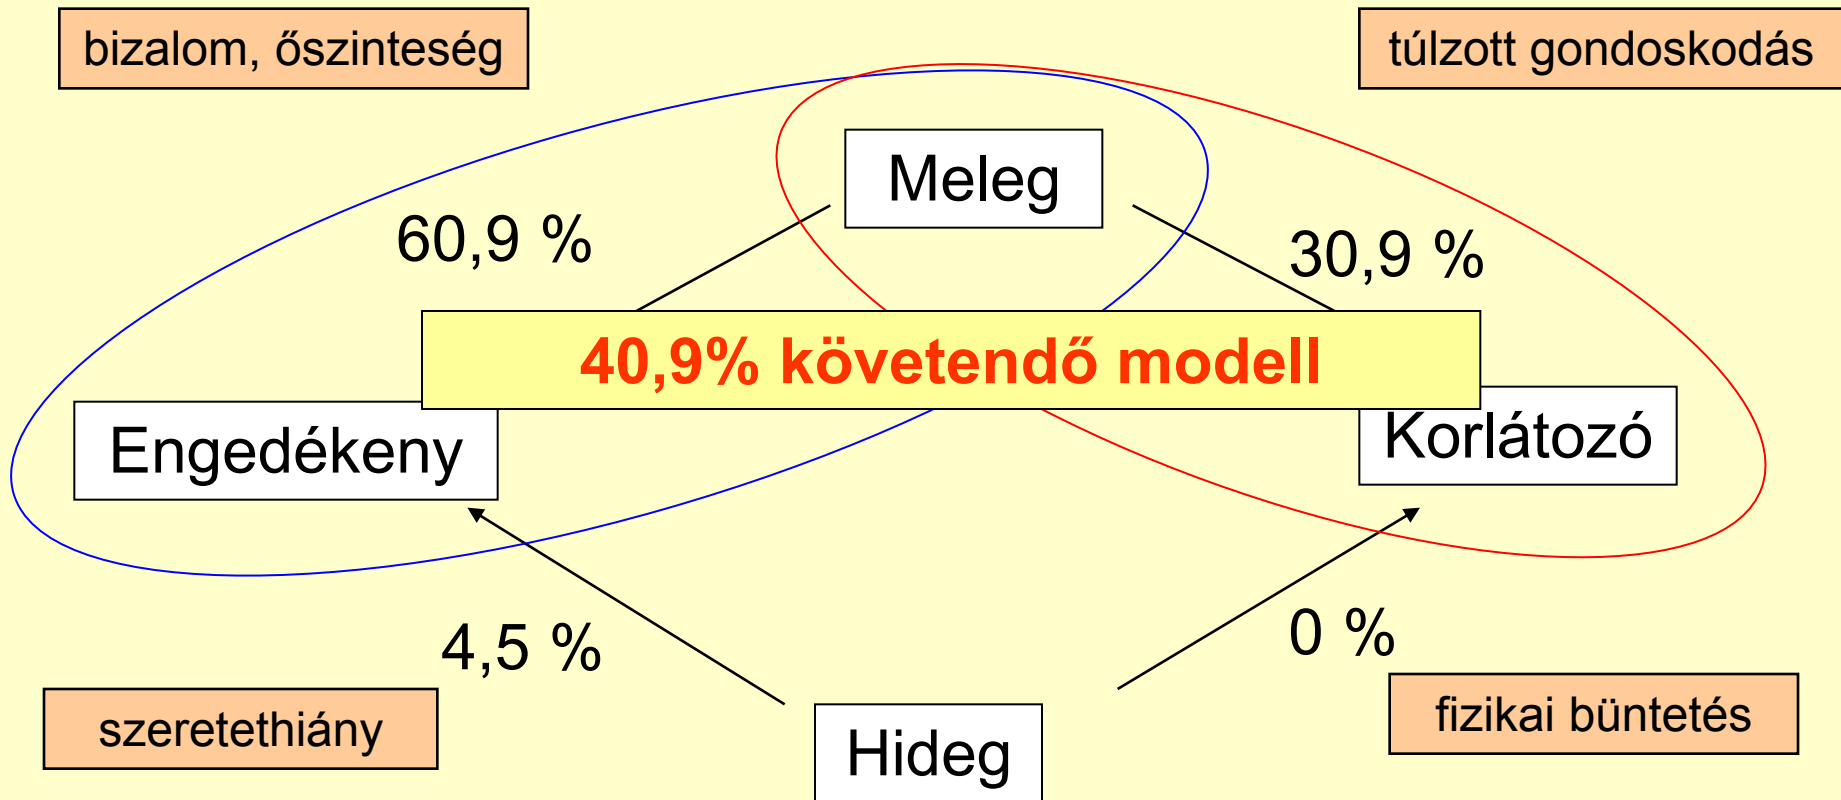 bizalom, őszinteség
túlzott gondoskodás
Meleg
60,9 %
30,9 %
40,9% követendő modell
Engedékeny
Korlátozó
4,5 %
0 %
szeretethiány
fizikai büntetés
Hideg